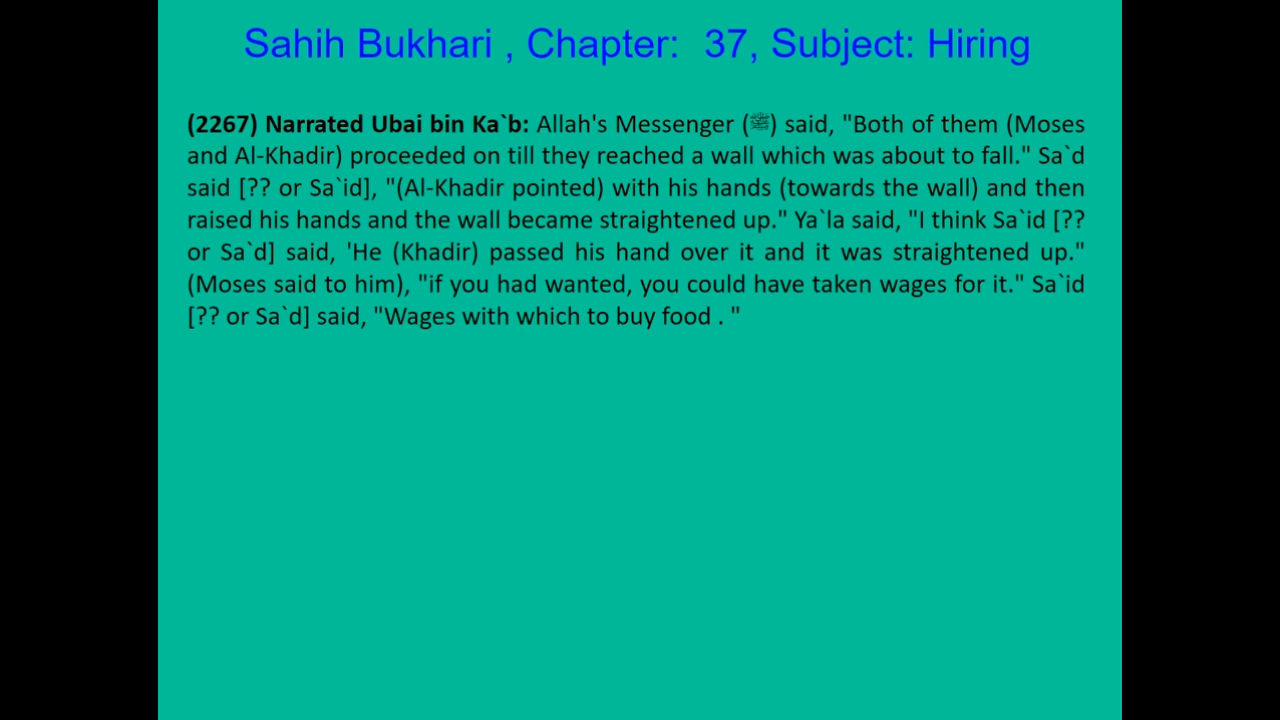 Sahih Bukhari , Chapter:  37, Subject: Hiring
(2267) Narrated Ubai bin Ka`b: Allah's Messenger (ﷺ) said, "Both of them (Moses
and Al-Khadir) proceeded on till they reached a wall which was about to fall." Sa`d
said [?? or Sa`id], "(Al-Khadir pointed) with his hands (towards the wall) and then
raised his hands and the wall became straightened up." Ya`la said, "I think Sa`id [??
or Sa`d] said, 'He (Khadir) passed his hand over it and it was straightened up."
(Moses said to him), "if you had wanted, you could have taken wages for it." Sa`id
[?? or Sa`d] said, "Wages with which to buy food . "